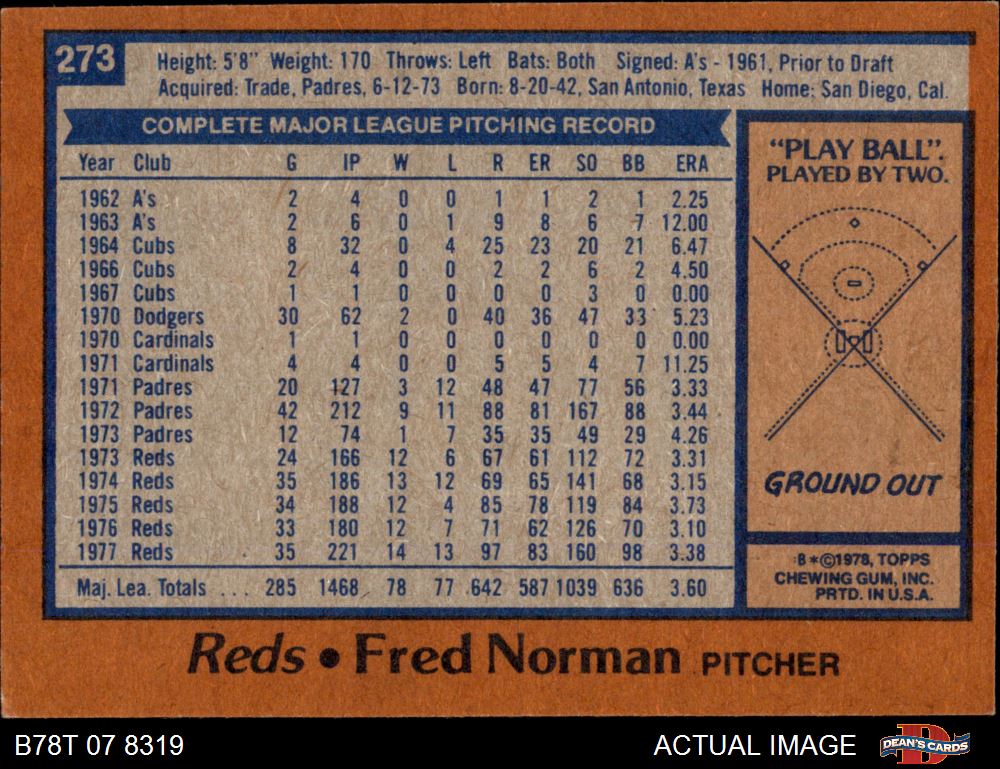 273
Height: 5'8" Weight: 170 Throws: Left Bats: Both Signed: A's - 1961, Prior to Draft
Acquired: Trade, Padres, 6-12-73 Born: 8-20-42, San Antonio, Texas Home: San Diego, Cal.
COMPLETE MAJOR LEAGUE PITCHING RECORD
Year Club G IP W L R ER SO BB ERA
1962 A's 2 4 0 0 1 1 2 1 2.25
1963 A's 2 6 0 1 9 8 6 7 12.00
1964 Cubs 8 32 0 4 25 23 20 21 6.47
1966 Cubs 2 4 0 0 2 2 6 2 4.50
1967 Cubs 1 1 0 0 0 0 3 0 0.00
1970 Dodgers 30 62 2 0 40 36 47 33 5.23
1970 Cardinals 1 1 0 0 0 0 0 0 0.00
1971 Cardinals 4 4 0 0 5 5 4 7 11.25
1971 Padres 20 127 3 12 48 47 77 56 3.33
1972 Padres 42 212 9 11 88 81 167 88 3.44
1973 Padres 12 74 1 7 35 35 49 29 4.26
1973 Reds 24 166 12 6 67 61 112 72 3.31
1974 Reds 35 186 13 12 69 65 141 68 3.15
1975 Reds 34 188 12 4 85 78 119 84 3.73
1976 Reds 33 180 12 7 71 62 126 70 3.10
1977 Reds 35 221 14 13 97 83 160 98 3.38
Maj. Lea. Totals ... 285 1468 78 77 642 587 1039 636 3.60
"PLAY BALL".
PLAYED BY TWO.
GROUND OUT
B*©1978, TOPPS
CHEWING GUM, INC.
PRTD. IN U.S.A.
Reds • Fred Norman PITCHER
B78T 07 8319
ACTUAL IMAGE
D
DEAN'S CARDS